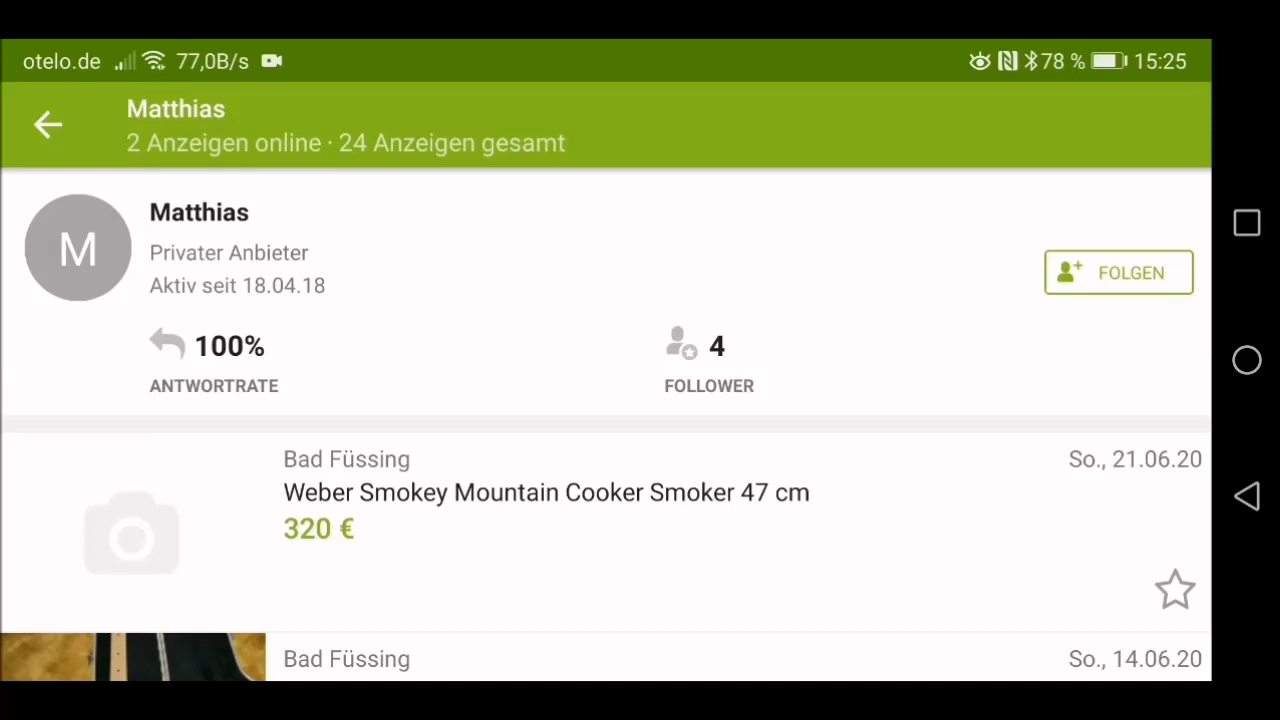 otelo.de 77,0B/s 78 % 15:25
Matthias
2 Anzeigen online · 24 Anzeigen gesamt
M
Matthias
Privater Anbieter
Aktiv seit 18.04.18
FOLGEN
100%
ANTWORTRATE
4
FOLLOWER
Bad Füssing So., 21.06.20
Weber Smokey Mountain Cooker Smoker 47 cm
320 €
Bad Füssing So., 14.06.20